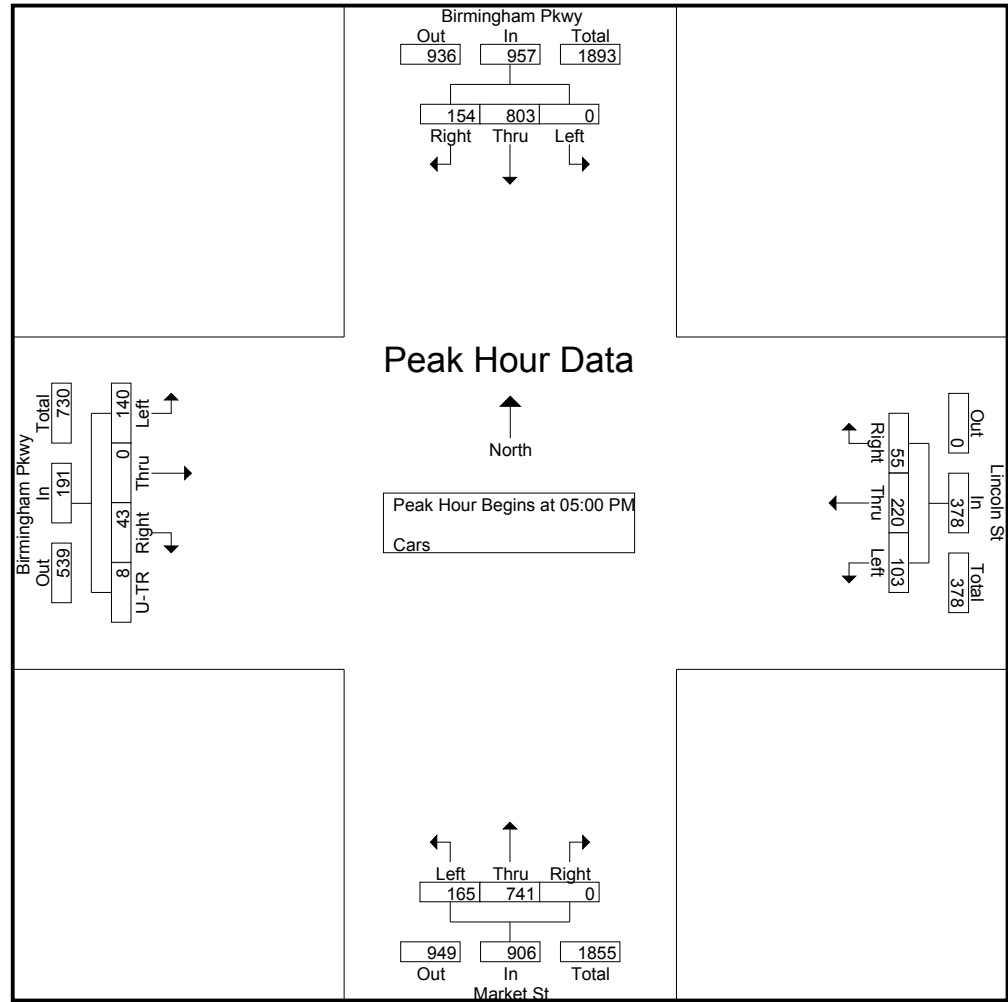 Birmingham Pkwy
Out In Total
936 957 1893
154 803 0
Right Thru Left
Peak Hour Data
North
Peak Hour Begins at 05:00 PM
Cars
Birmingham Pkwy
Out In Total
539 191 730
U-TR Right Thru Left
8 43 0 140
Lincoln St
Out In Total
0 378 378
55 220 103
Right Thru Left
Left Thru Right
165 741 0
949 906 1855
Out In Total
Market St